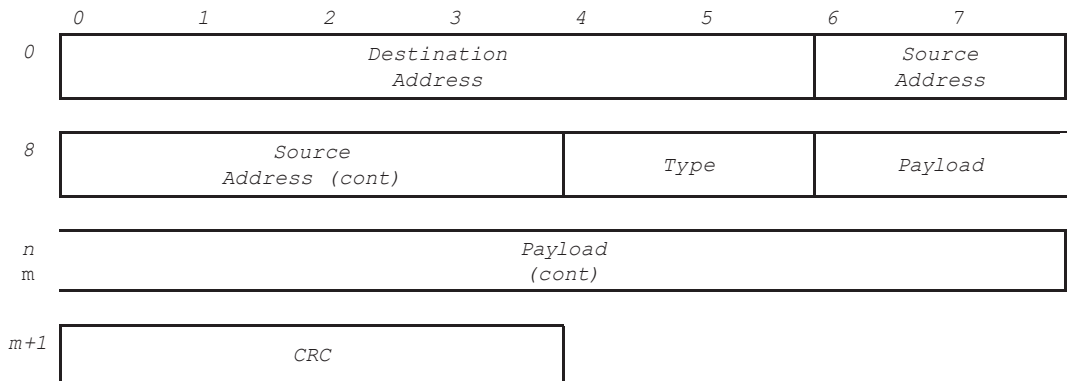 0 1 2 3 4 5 6 7
0 Destination Source
Address Address
8 Source Type Payload
Address (cont)
n Payload
m (cont)
m+1 CRC